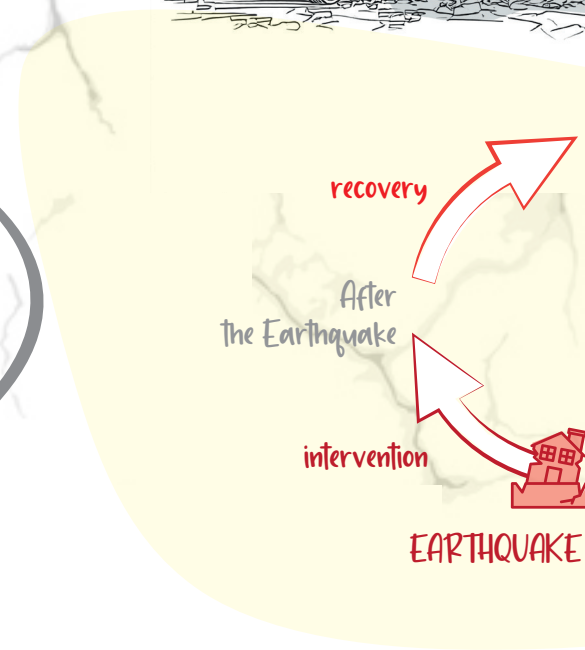 recovery
After
the Earthquake
intervention
EARTHQUAKE